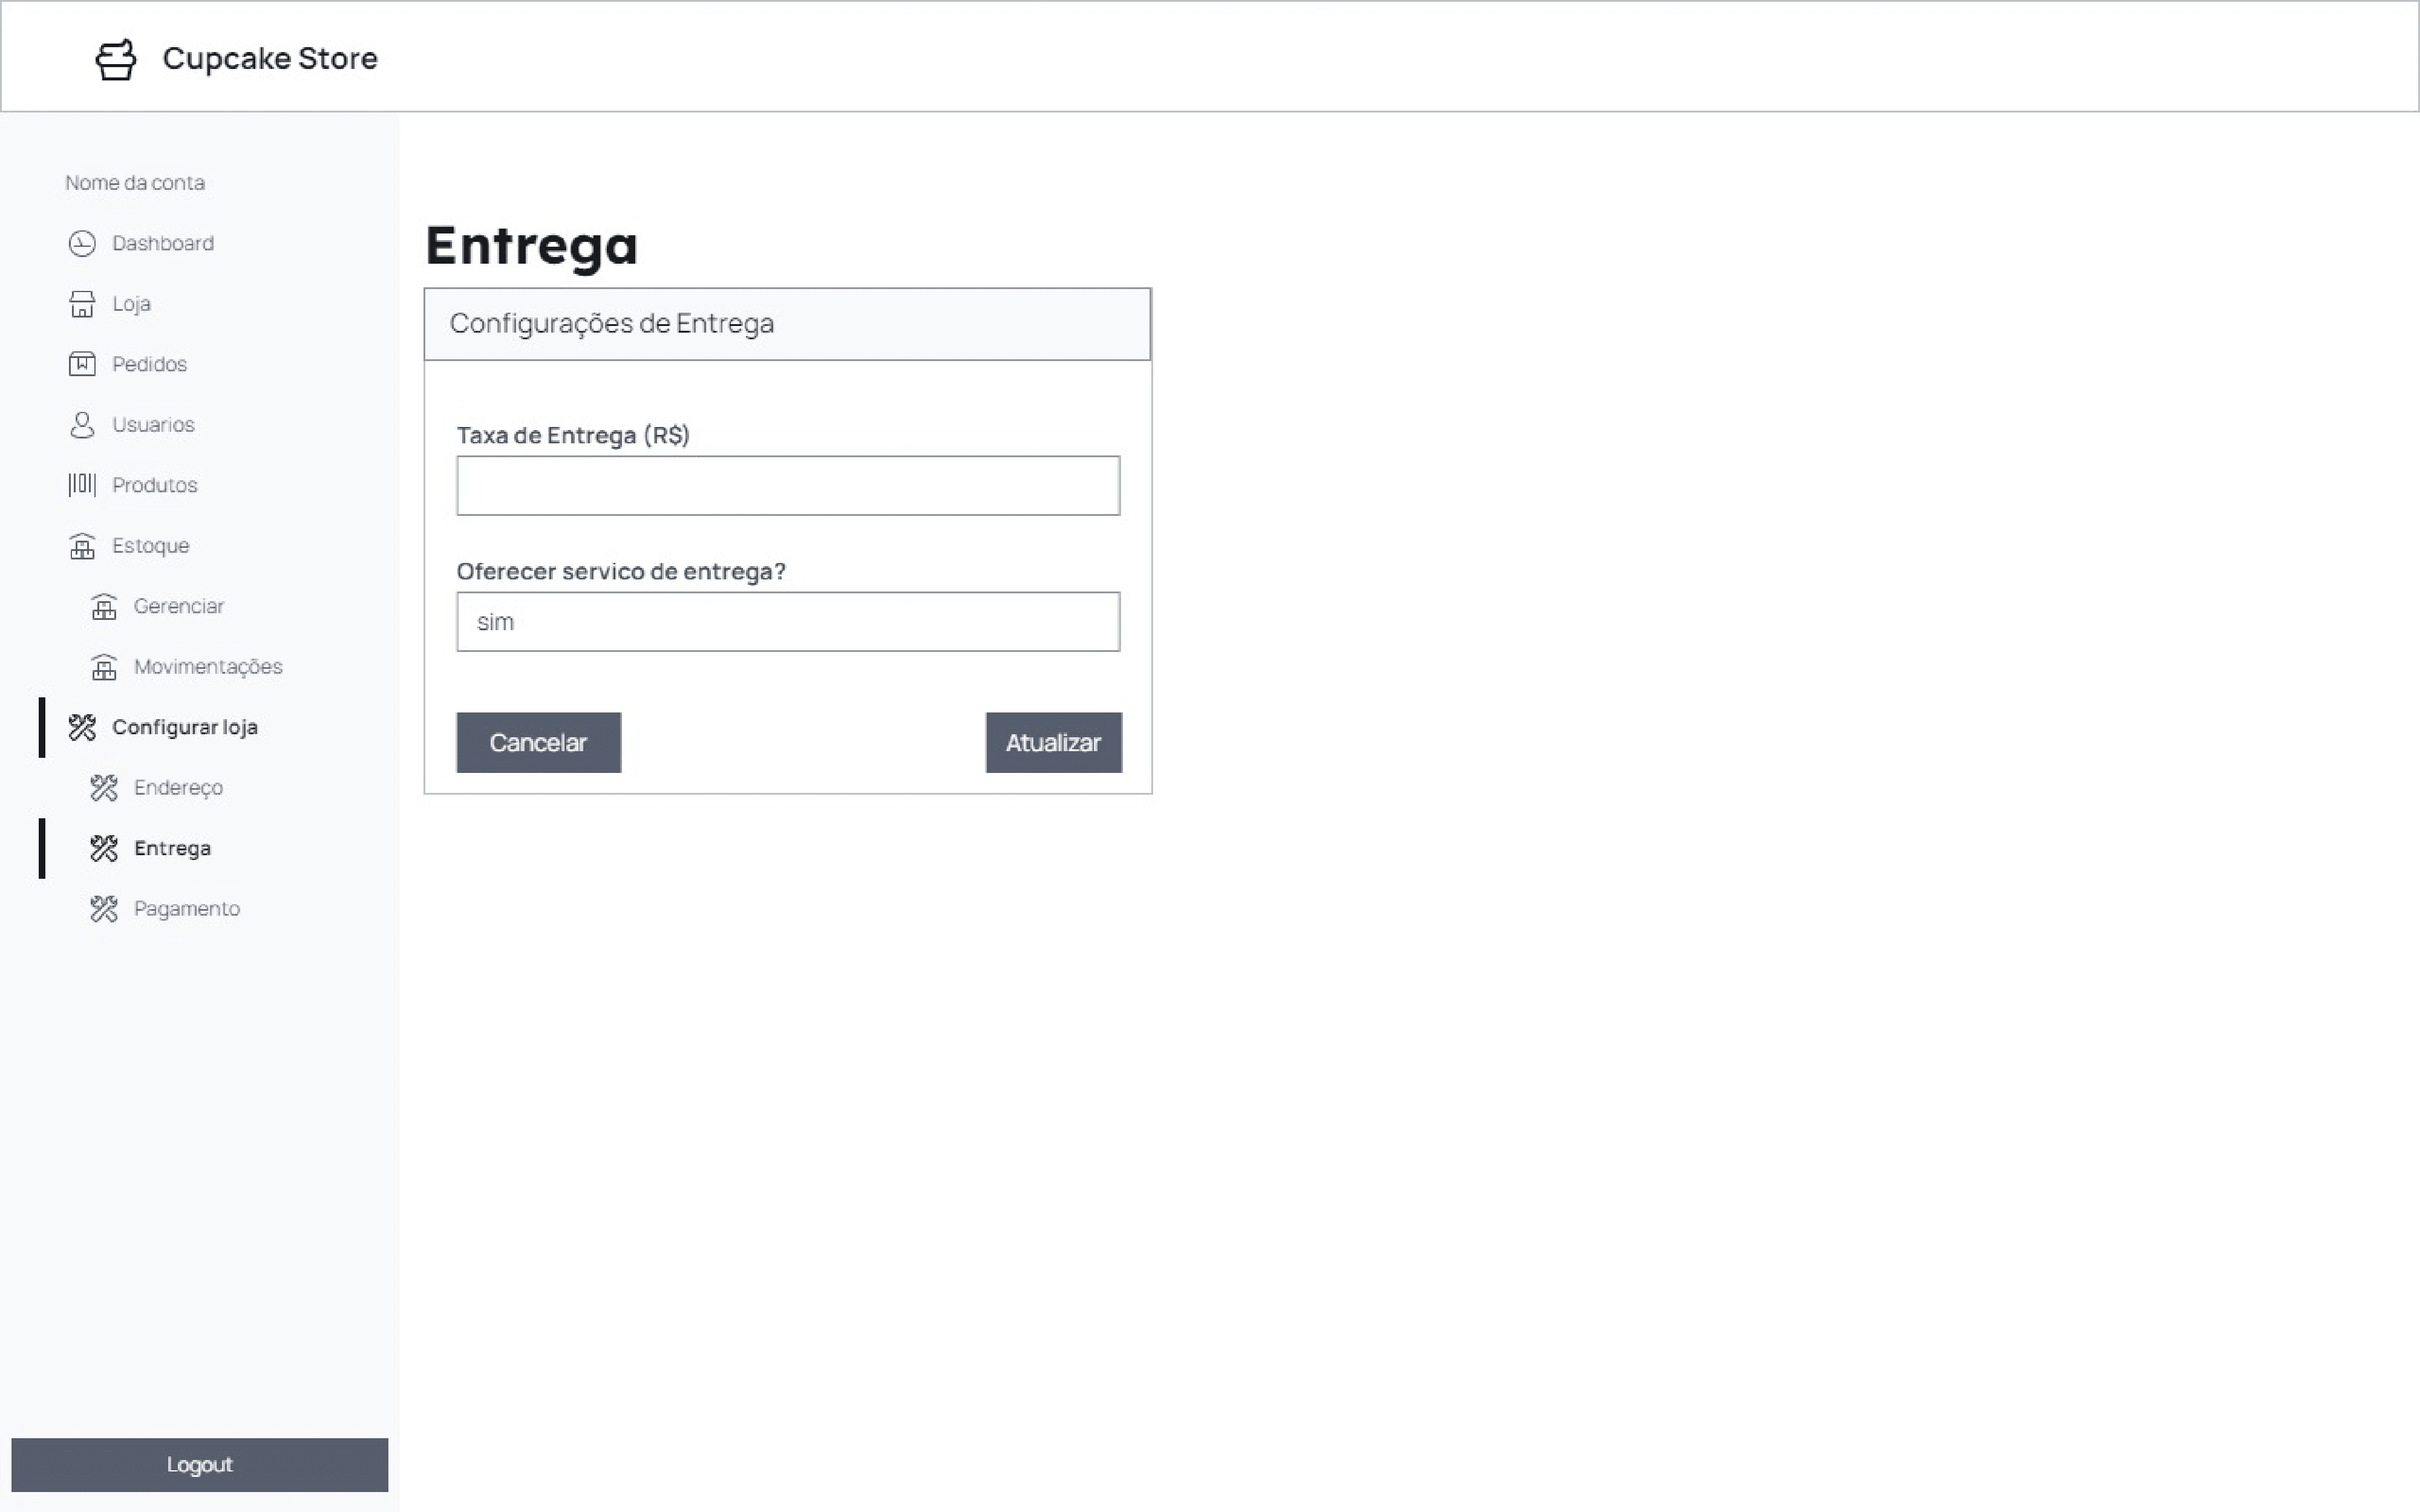 Cupcake Store
Nome da conta
Dashboard
Loja
Pedidos
Usuarios
Produtos
Estoque
Gerenciar
Movimentações
Configurar loja
Endereço
Entrega
Pagamento
Logout
Entrega
Configurações de Entrega
Taxa de Entrega (R$)
Oferecer servico de entrega?
sim
Cancelar
Atualizar